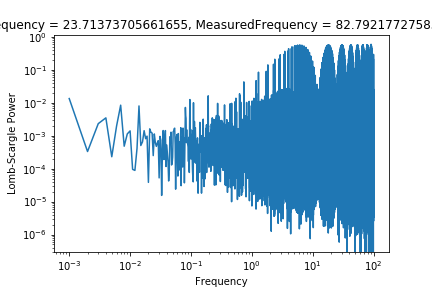 equency = 23.71373705661655, MeasuredFrequency = 82.7921772758
10⁰
10⁻¹
10⁻²
10⁻³
10⁻⁴
10⁻⁵
10⁻⁶
Lomb-Scargle Power
10⁻³ 10⁻² 10⁻¹ 10⁰ 10¹ 10²
Frequency